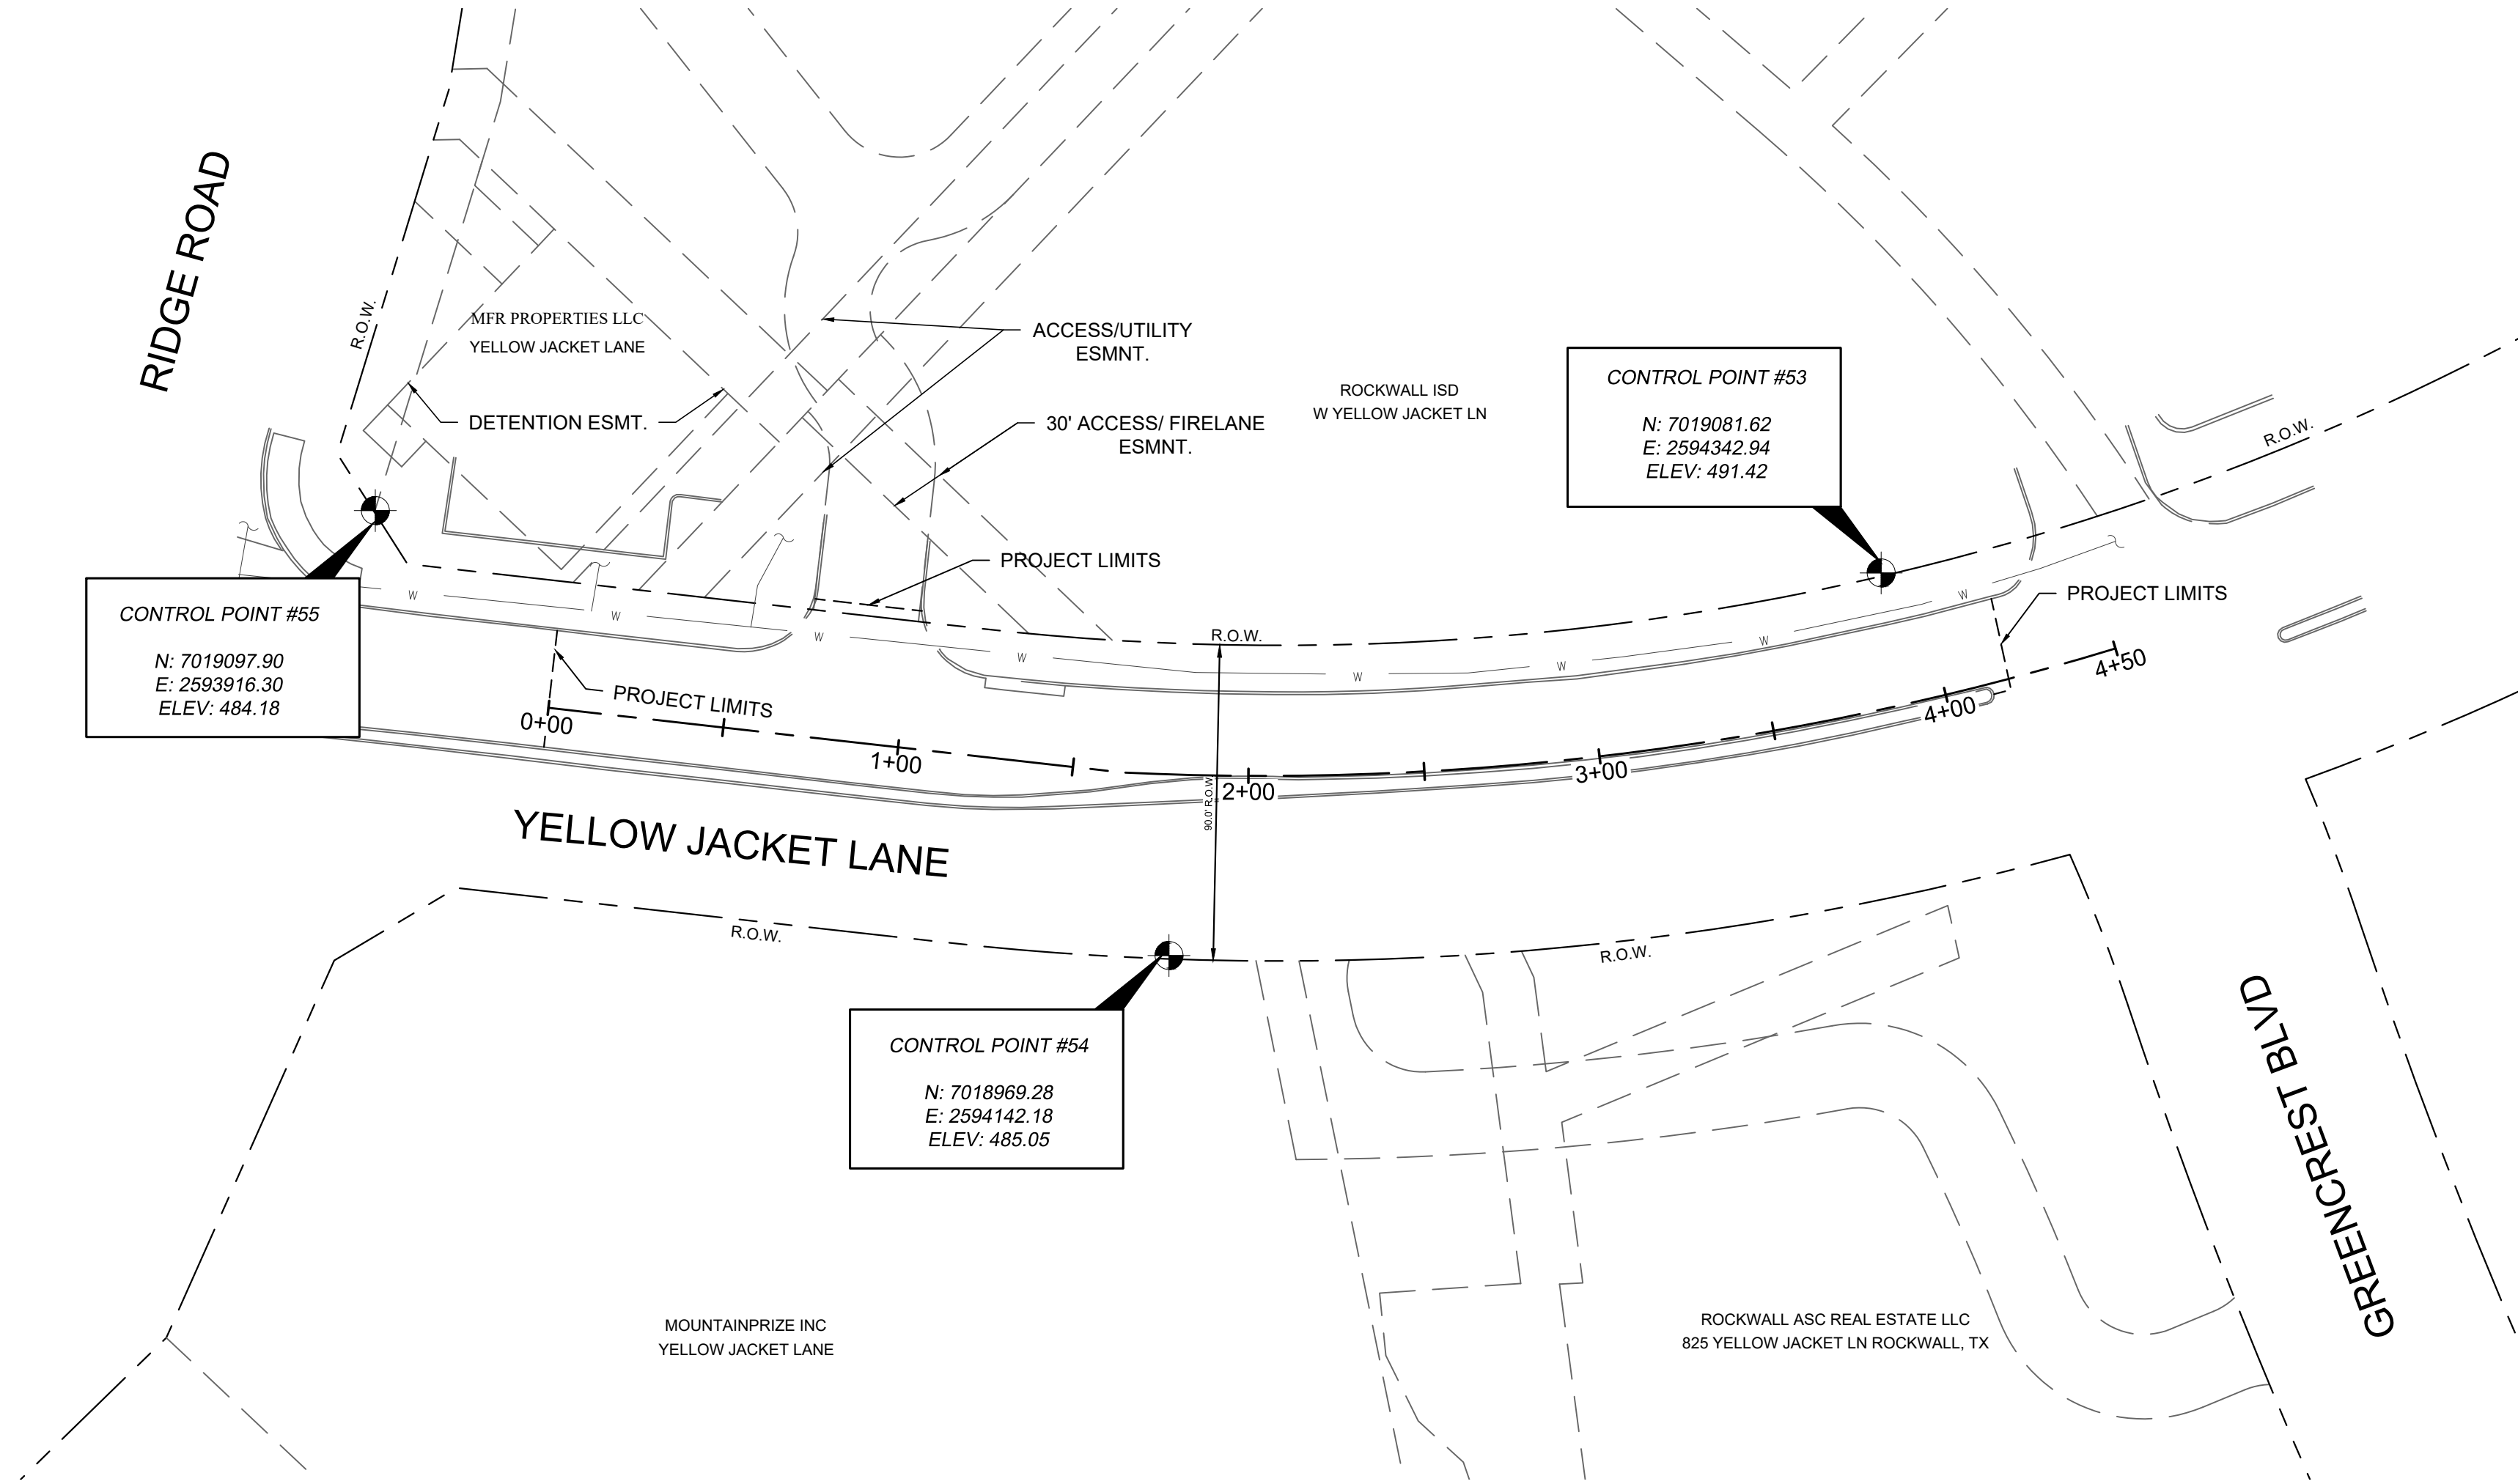 RIDGE ROAD
R.O.W.
MFR PROPERTIES LLC
YELLOW JACKET LANE
DETENTION ESMT.
ACCESS/UTILITY
ESMNT.
30' ACCESS/ FIRELANE
ESMNT.
ROCKWALL ISD
W YELLOW JACKET LN
CONTROL POINT #53
N: 7019081.62
E: 2594342.94
ELEV: 491.42
R.O.W.
PROJECT LIMITS
PROJECT LIMITS
CONTROL POINT #55
N: 7019097.90
E: 2593916.30
ELEV: 484.18
W
W
W
W
W
W
W
W
R.O.W.
PROJECT LIMITS
0+00
1+00
2+00
3+00
4+00
4+50
90.0' R.O.W.
YELLOW JACKET LANE
R.O.W.
R.O.W.
CONTROL POINT #54
N: 7018969.28
E: 2594142.18
ELEV: 485.05
GREENCREST BLVD
MOUNTAINPRIZE INC
YELLOW JACKET LANE
ROCKWALL ASC REAL ESTATE LLC
825 YELLOW JACKET LN ROCKWALL, TX